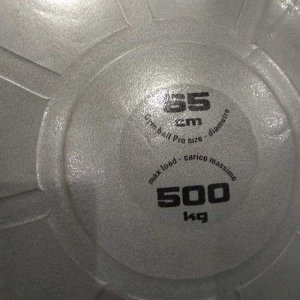 65
cm
Gym ball Pro size - diametro
max load - carico massimo
500
kg